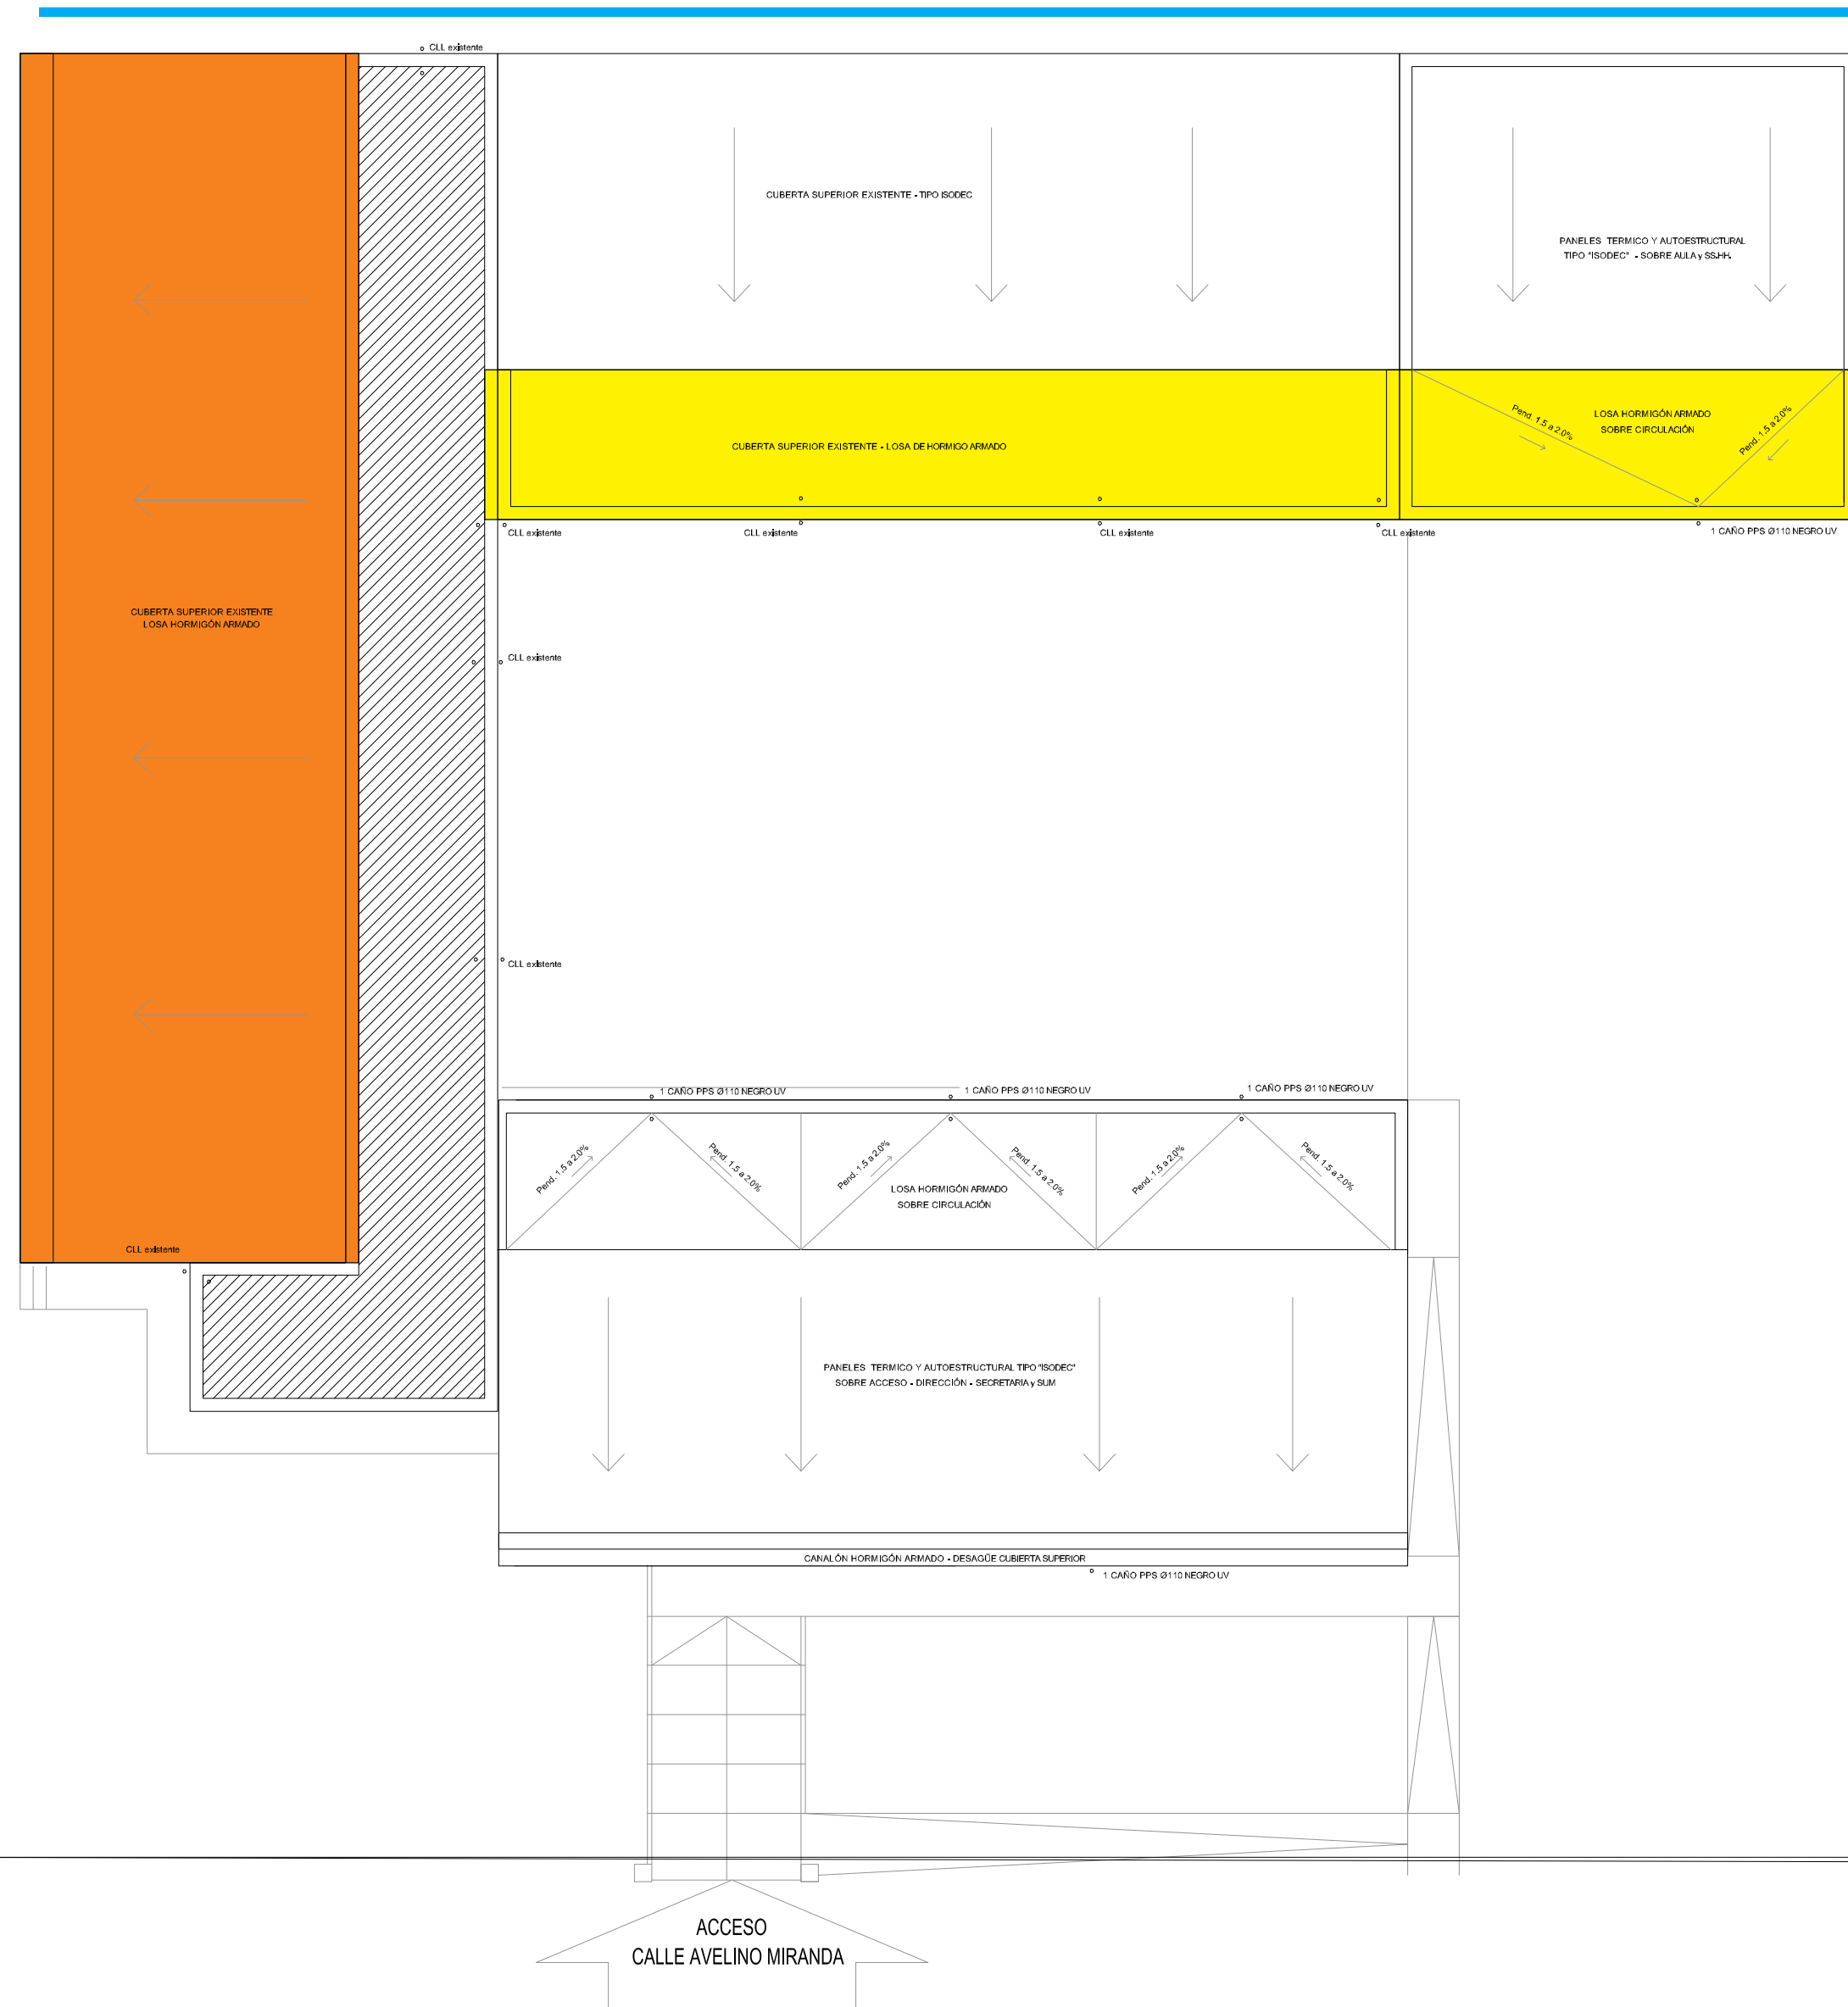 CLL existente
CUBERTA SUPERIOR EXISTENTE - TIPO ISODEC
PANELES TERMICO Y AUTOESTRUCTURAL
TIPO "ISODEC" - SOBRE AULA y SS.HH.
CUBERTA SUPERIOR EXISTENTE - LOSA DE HORMIGO ARMADO
Pend. 1.5 a 2.0%
LOSA HORMIGÓN ARMADO
SOBRE CIRCULACIÓN
Pend. 1.5 a 2.0%
CLL existente
CLL existente
CLL existente
CLL existente
1 CAÑO PPS Ø110 NEGRO UV
CUBERTA SUPERIOR EXISTENTE
LOSA HORMIGÓN ARMADO
CLL existente
CLL existente
1 CAÑO PPS Ø110 NEGRO UV
1 CAÑO PPS Ø110 NEGRO UV
1 CAÑO PPS Ø110 NEGRO UV
Pend. 1.5 a 2.0%
Pend. 1.5 a 2.0%
Pend. 1.5 a 2.0%
Pend. 1.5 a 2.0%
Pend. 1.5 a 2.0%
Pend. 1.5 a 2.0%
LOSA HORMIGÓN ARMADO
SOBRE CIRCULACIÓN
CLL existente
PANELES TERMICO Y AUTOESTRUCTURAL TIPO "ISODEC"
SOBRE ACCESO - DIRECCIÓN - SECRETARIA y SUM
CANALÓN HORMIGÓN ARMADO - DESAGÜE CUBIERTA SUPERIOR
1 CAÑO PPS Ø110 NEGRO UV
ACCESO
CALLE AVELINO MIRANDA